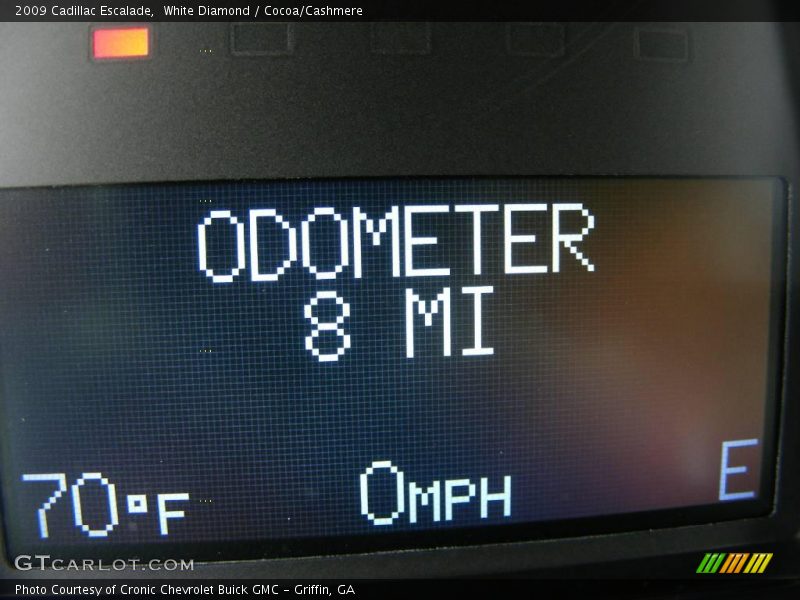 2009 Cadillac Escalade, White Diamond / Cocoa/Cashmere
ODOMETER
8 MI
70°F 0MPH E
GTCARLOT.COM
Photo Courtesy of Cronic Chevrolet Buick GMC – Griffin, GA